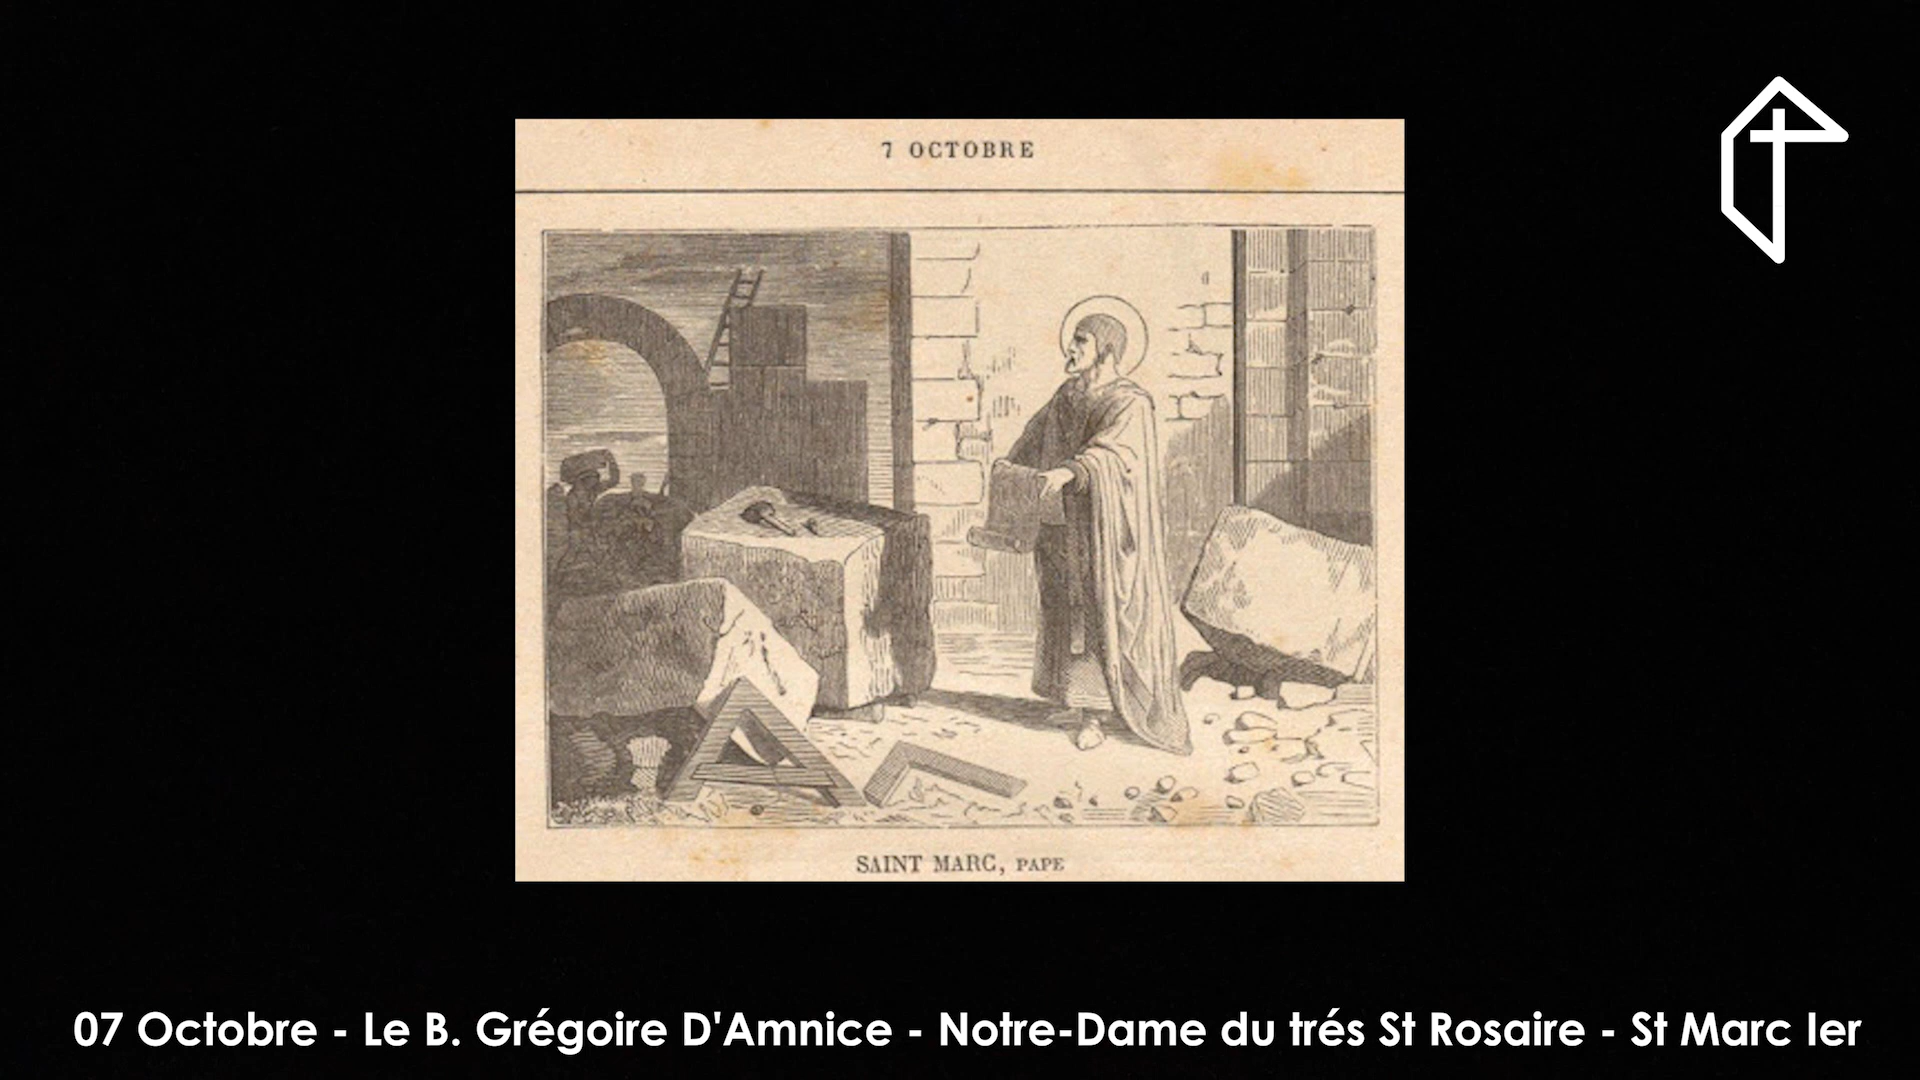 7 OCTOBRE
SAINT MARC, PAPE
07 Octobre - Le B. Grégoire D'Amnice - Notre-Dame du trés St Rosaire - St Marc Ier